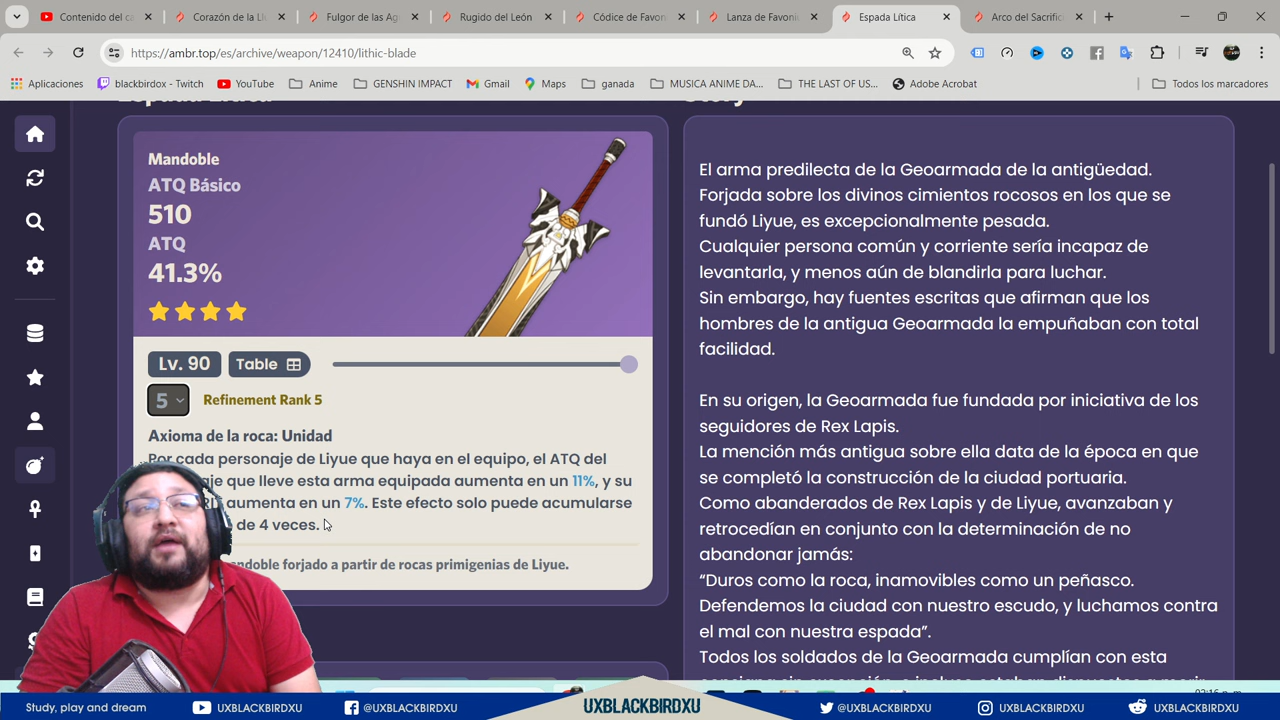 Contenido del ca
Corazón de la Ll
Fulgor de las Ag
Rugido del León
Códice de Favon
Lanza de Favoni
Espada Lítica
Arco del Sacrific
https://ambr.top/es/archive/weapon/12410/lithic-blade
Aplicaciones
blackbirdox - Twitch
YouTube
Anime
GENSHIN IMPACT
Gmail
Maps
ganada
MUSICA ANIME DA...
THE LAST OF US...
Adobe Acrobat
Todos los marcadores
Espada Lítica
Story
Mandoble
ATQ Básico
510
ATQ
41.3%
Lv. 90
Table
5
Refinement Rank 5
Axioma de la roca: Unidad
Por cada personaje de Liyue que haya en el equipo, el ATQ del
aje que lleve esta arma equipada aumenta en un 11%, y su
aumenta en un 7%. Este efecto solo puede acumularse
de 4 veces.
ndoble forjado a partir de rocas primigenias de Liyue.
El arma predilecta de la Geoarmada de la antigüedad.
Forjada sobre los divinos cimientos rocosos en los que se
fundó Liyue, es excepcionalmente pesada.
Cualquier persona común y corriente sería incapaz de
levantarla, y menos aún de blandirla para luchar.
Sin embargo, hay fuentes escritas que afirman que los
hombres de la antigua Geoarmada la empuñaban con total
facilidad.
En su origen, la Geoarmada fue fundada por iniciativa de los
seguidores de Rex Lapis.
La mención más antigua sobre ella data de la época en que
se completó la construcción de la ciudad portuaria.
Como abanderados de Rex Lapis y de Liyue, avanzaban y
retrocedían en conjunto con la determinación de no
abandonar jamás:
“Duros como la roca, inamovibles como un peñasco.
Defendemos la ciudad con nuestro escudo, y luchamos contra
el mal con nuestra espada”.
Todos los soldados de la Geoarmada cumplían con esta
Study, play and dream
UXBLACKBIRDXU
@UXBLACKBIRDXU
UXBLACKBIRDXU
@UXBLACKBIRDXU
UXBLACKBIRDXU
UXBLACKBIRDXU